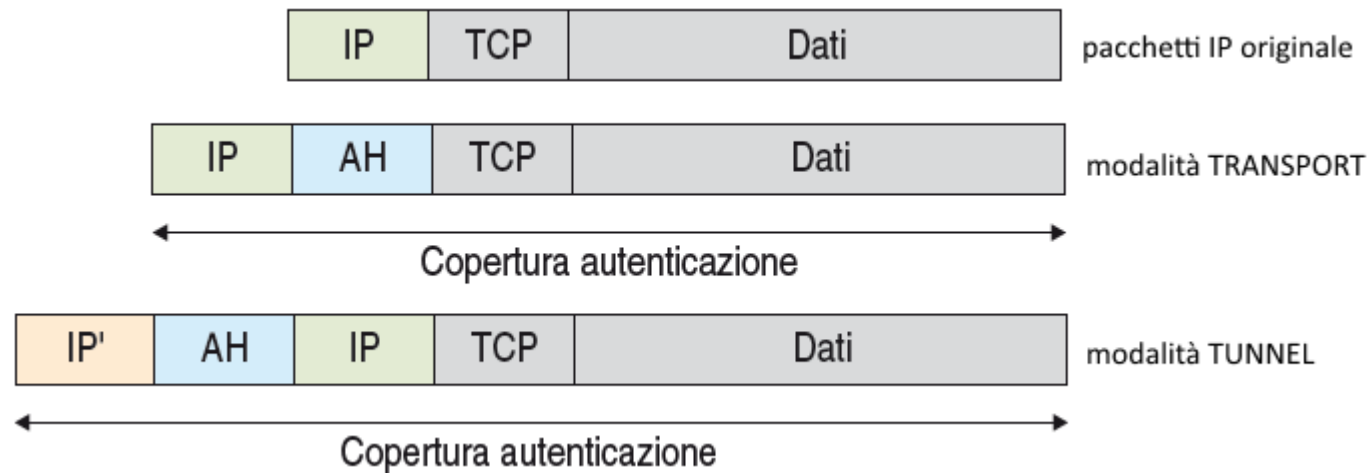 IP TCP Dati pacchetti IP originale
IP AH TCP Dati modalità TRANSPORT
Copertura autenticazione
IP' AH IP TCP Dati modalità TUNNEL
Copertura autenticazione